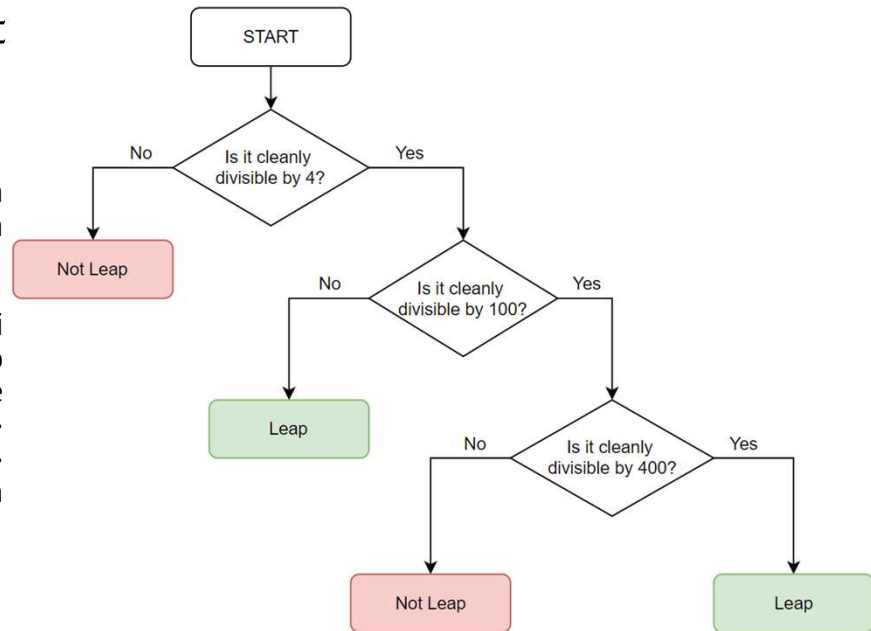 START
No
Yes
Is it cleanly
divisible by 4?
Not Leap
No
Yes
Is it cleanly
divisible by 100?
Leap
No
Yes
Is it cleanly
divisible by 400?
Not Leap
Leap